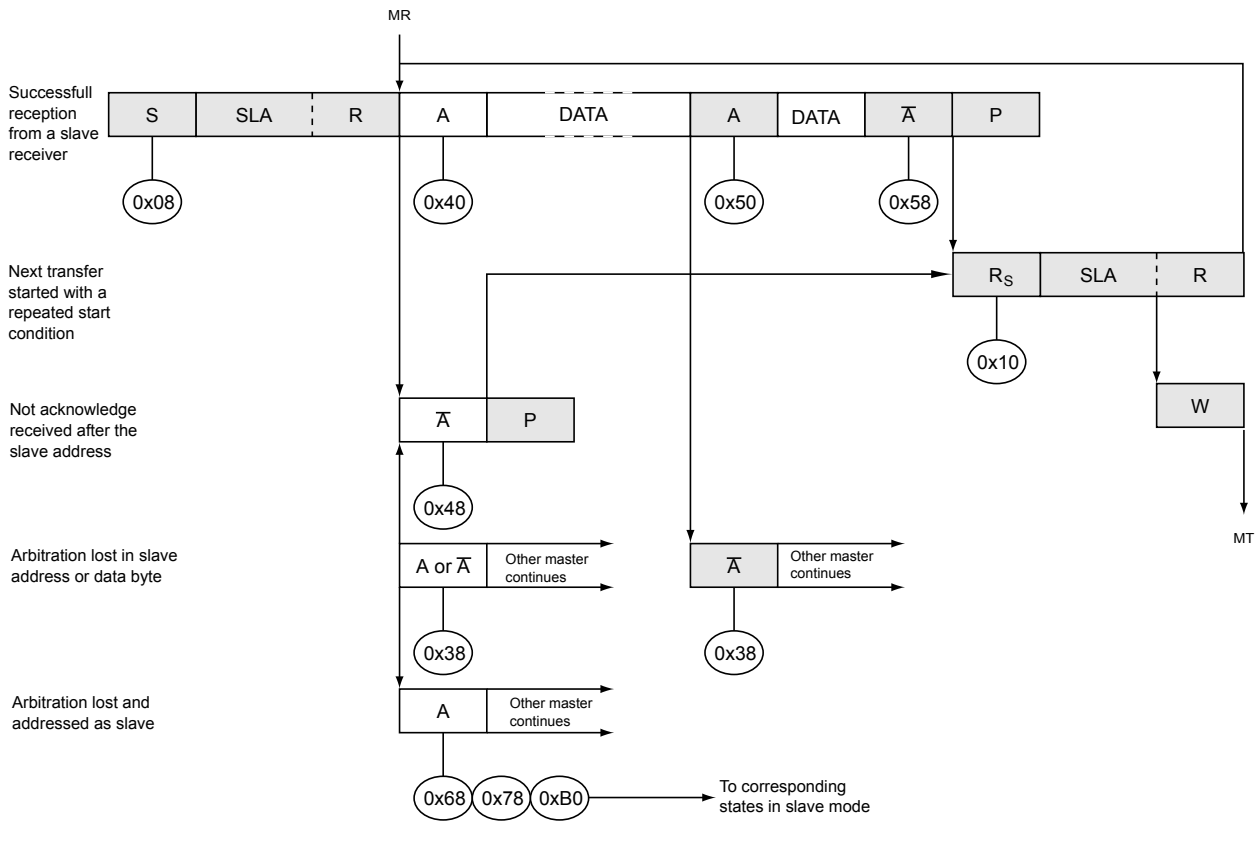 MR
Successfull
reception
from a slave
receiver
S SLA R A DATA A DATA A̅ P
0x08 0x40 0x50 0x58
Next transfer
started with a
repeated start
condition
RS SLA R
0x10
Not acknowledge
received after the
slave address
A̅ P
W
0x48
MT
Arbitration lost in slave
address or data byte
A or A̅ Other master
continues
A̅ Other master
continues
0x38 0x38
Arbitration lost and
addressed as slave
A Other master
continues
0x68 0x78 0xB0
To corresponding
states in slave mode